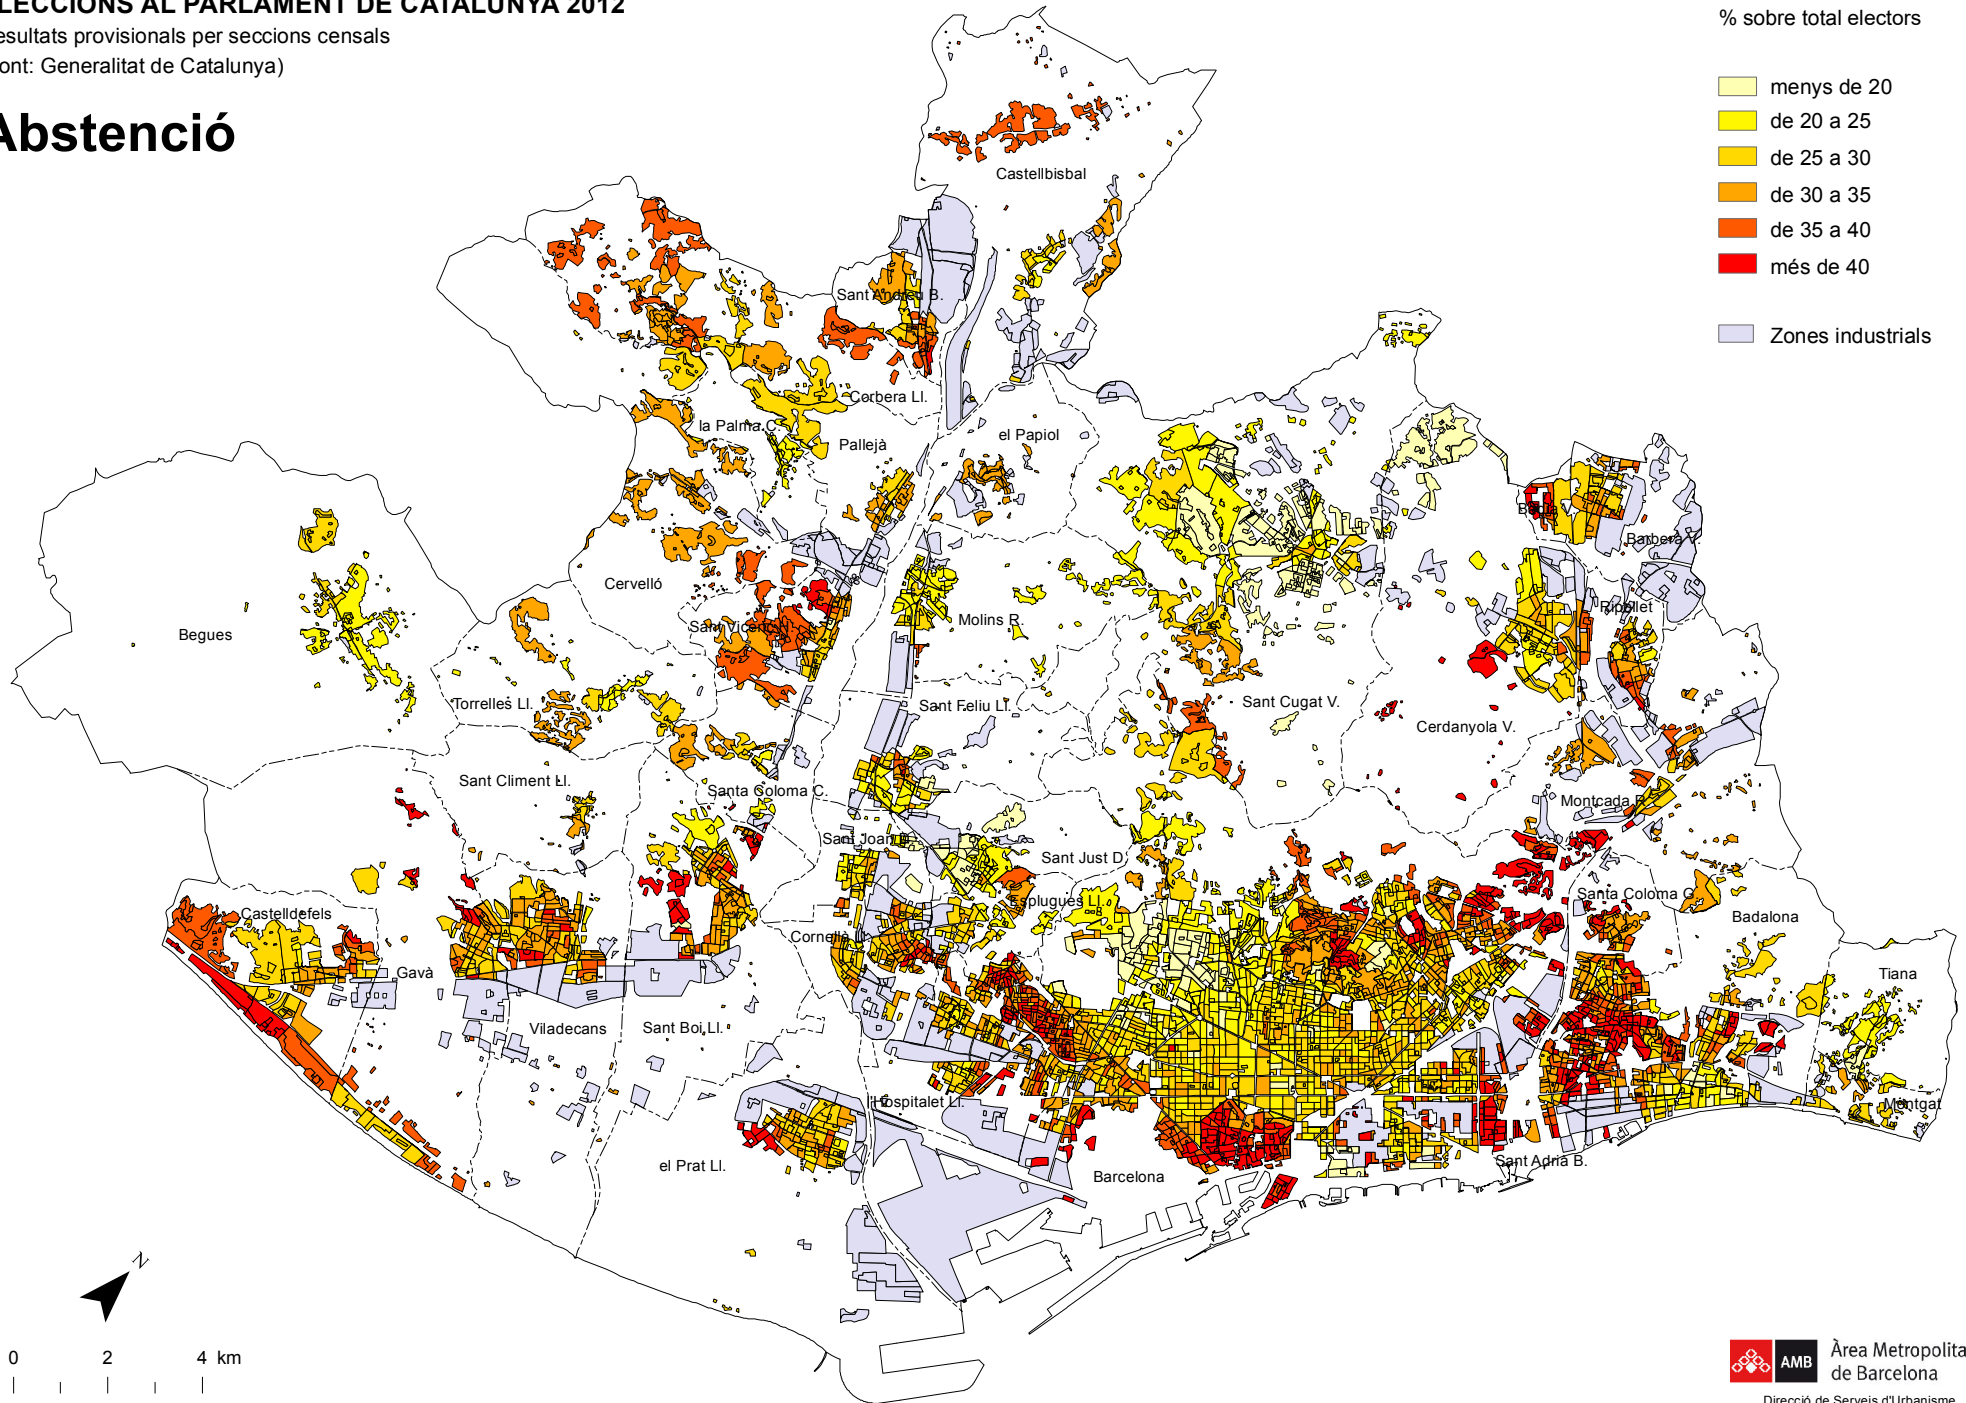 LECCIONS AL PARLAMENT DE CATALUNYA 2012
esultats provisionals per seccions censals
ont: Generalitat de Catalunya)
Abstenció
% sobre total electors
menys de 20
de 20 a 25
de 25 a 30
de 30 a 35
de 35 a 40
més de 40
Zones industrials
Castellbisbal
Sant Andreu B.
Corbera Ll.
la Palma C.
Pallejà
el Papiol
Badia V.
Barberà V.
Cervelló
Begues
Sant Vicenç
Molins R.
Ripollet
Torrelles Ll.
Sant Feliu Ll.
Sant Cugat V.
Cerdanyola V.
Sant Climent Ll.
Santa Coloma C.
Montcada R.
Sant Joan D.
Sant Just D.
Santa Coloma G.
Castelldefels
Esplugues Ll.
Badalona
Cornellà Ll.
Gavà
Tiana
Viladecans
Sant Boi Ll.
l'Hospitalet Ll.
Montgat
el Prat Ll.
Barcelona
Sant Adrià B.
N
0 2 4 km
AMB
Àrea Metropolita
de Barcelona
Direcció de Serveis d'Urbanisme